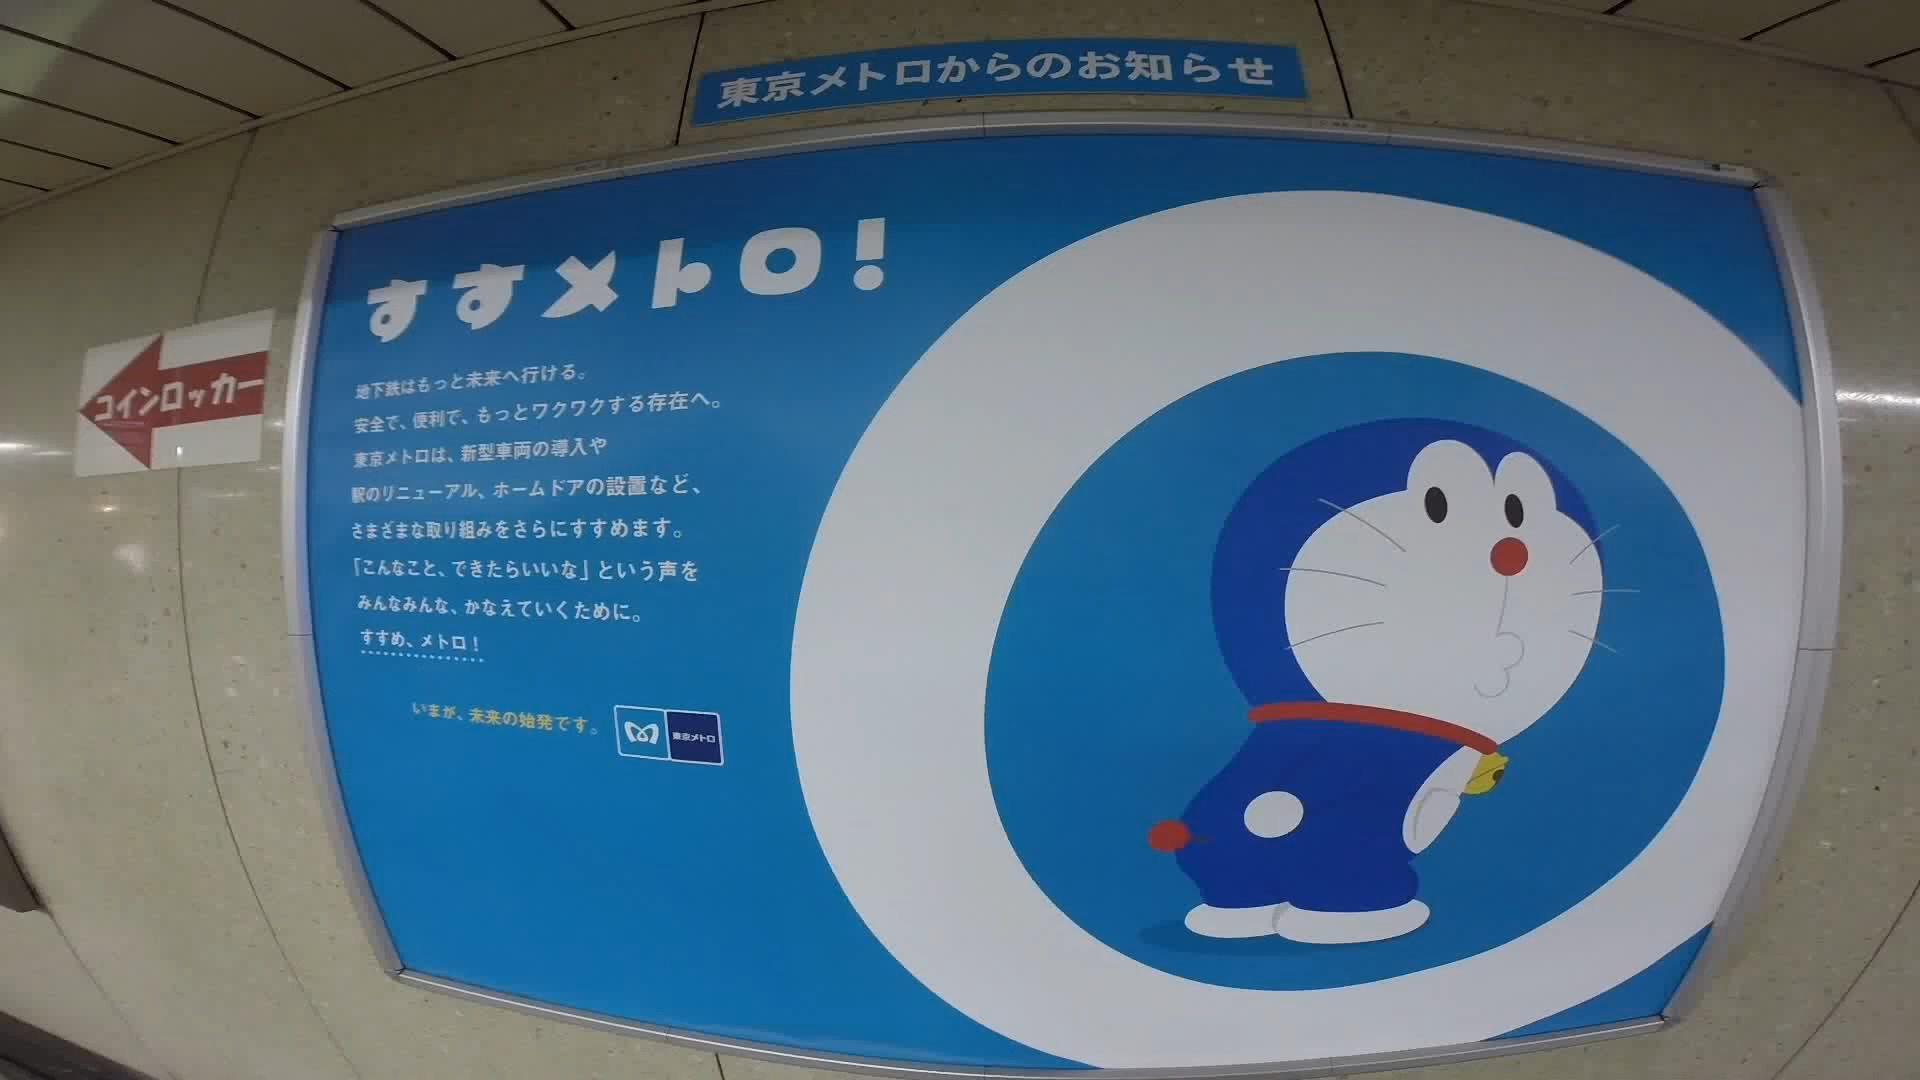 東京メトロからのお知らせ
すすメトロ!
地下鉄はもっと未来へ行ける。
安全で、便利で、もっとワクワクする存在へ。
東京メトロは、新型車両の導入や
駅のリニューアル、ホームドアの設置など、
さまざまな取り組みをさらにすすめます。
「こんなこと、できたらいいな」という声を
みんなみんな、かなえていくために。
すすめ、メトロ!
いまが、未来の始発です。
東京メトロ
コインロッカー